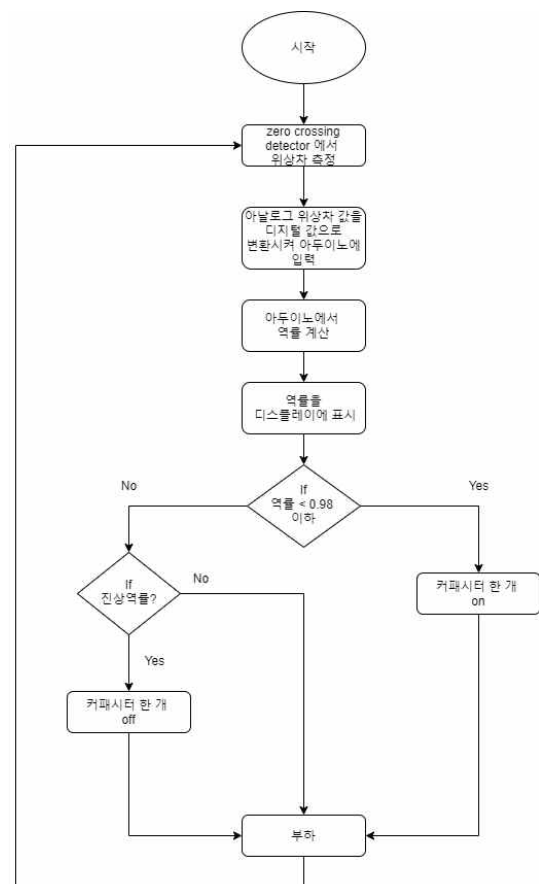 시작
zero crossing
detector 에서
위상차 측정
아날로그 위상차 값을
디지털 값으로
변환시켜 아두이노에
입력
아두이노에서
역률 계산
역률을
디스플레이에 표시
If
역률 < 0.98
이하
No
Yes
If
진상역률?
No
Yes
커패시터 한 개
on
커패시터 한 개
off
부하